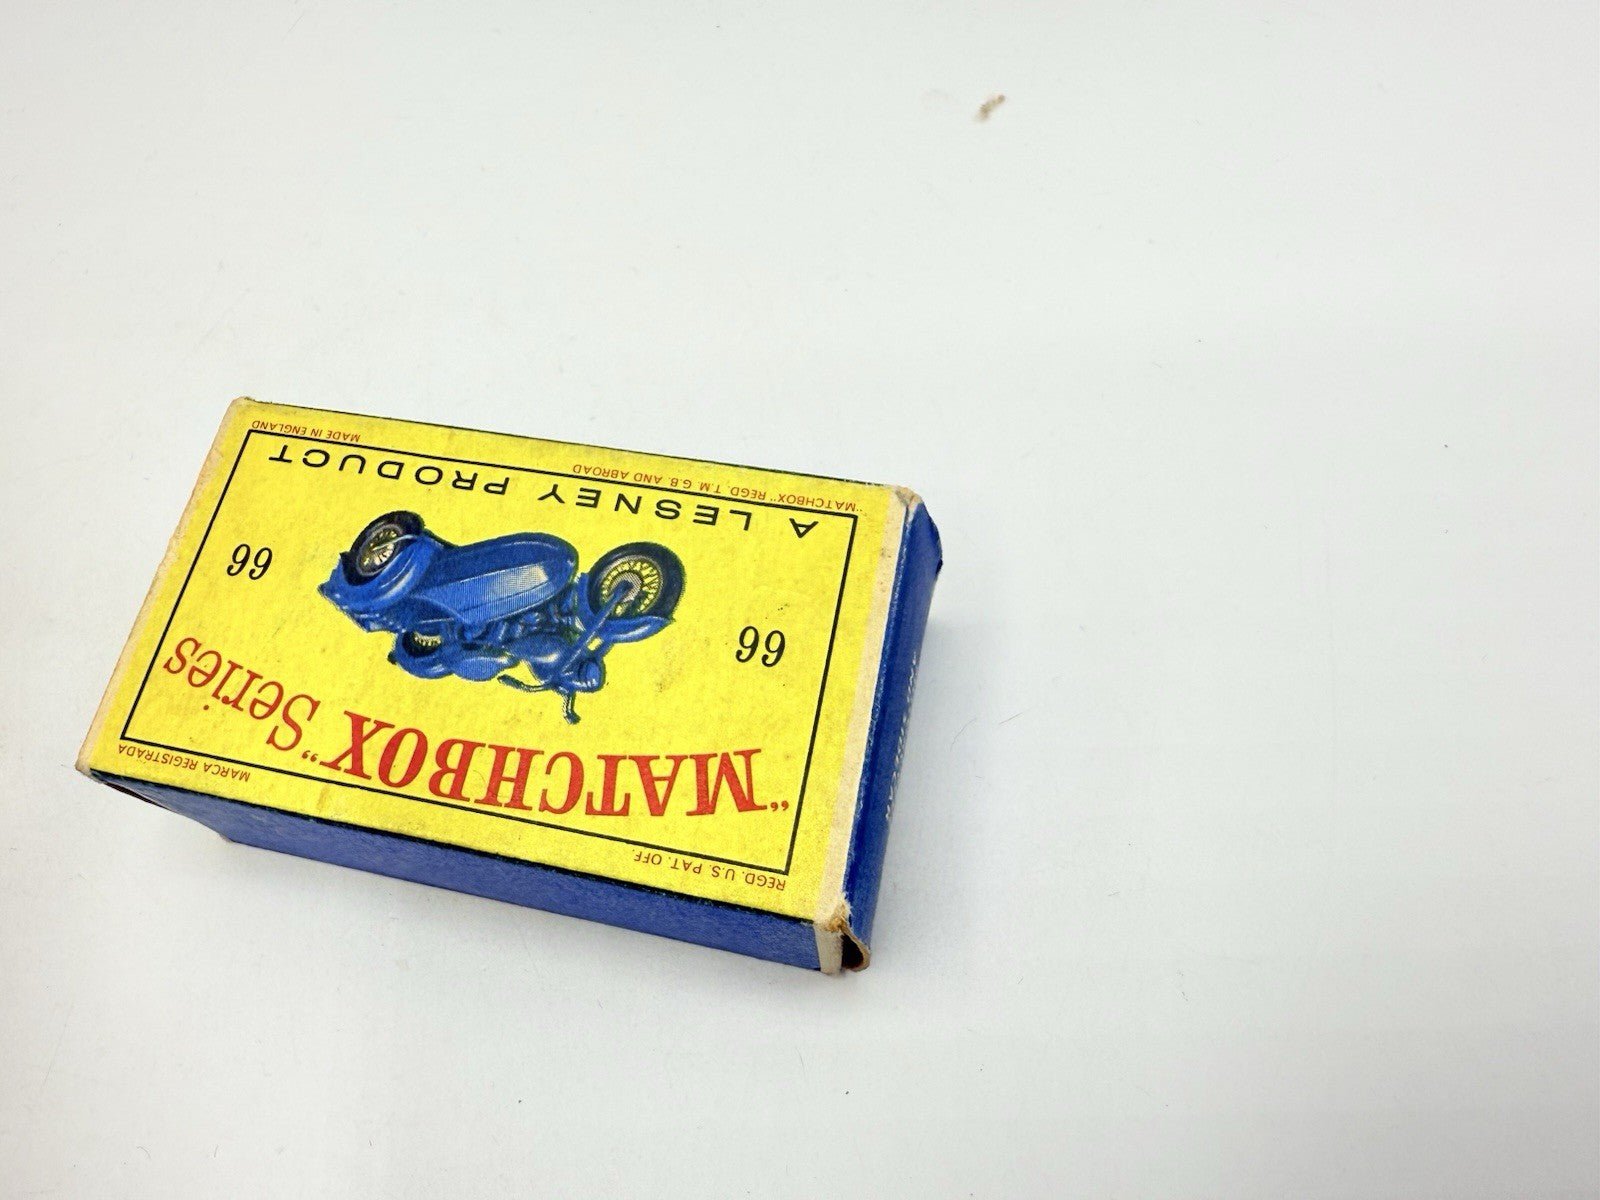 REGD. U.S. PAT. OFF. MARCA REGISTRADA
"MATCHBOX" Series
66 66
A LESNEY PRODUCT
"MATCHBOX" REGD. T.M. G.B. AND ABROAD MADE IN ENGLAND